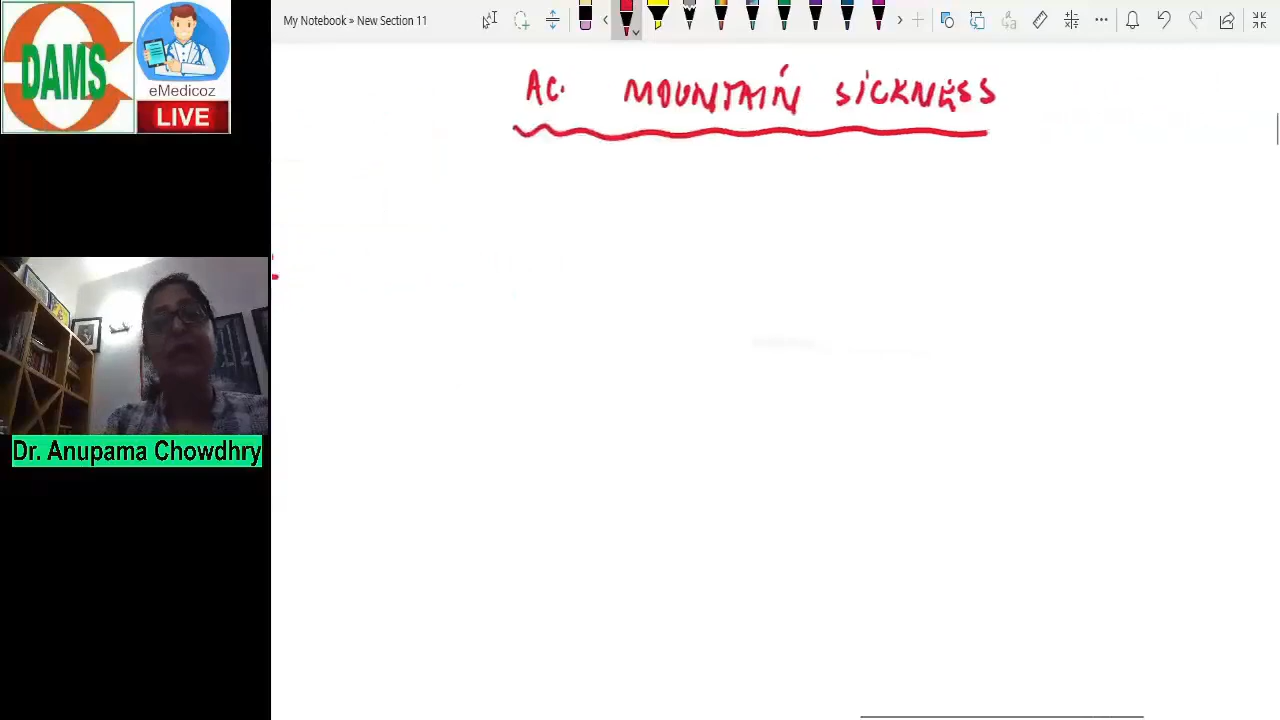 My Notebook > New Section 11
DAMS
eMedicoz
LIVE
AC. MOUNTAIN SICKNESS
Dr. Anupama Chowdhry